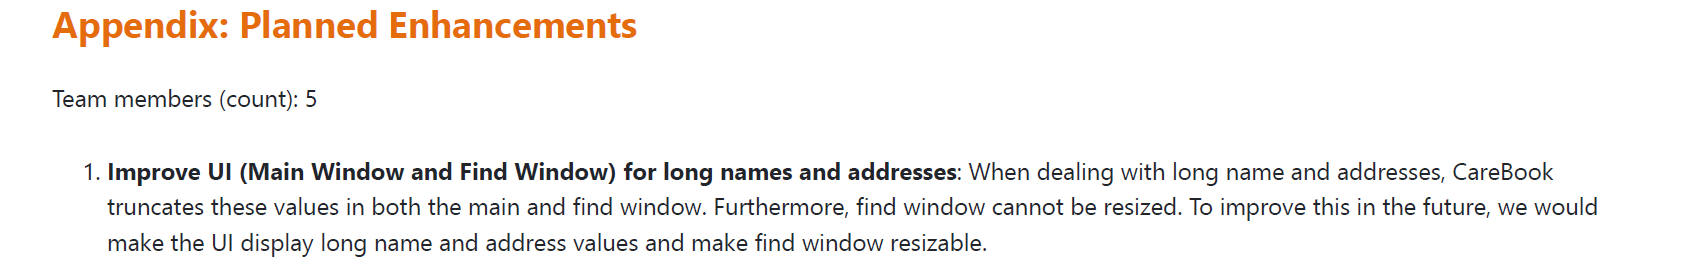 Appendix: Planned Enhancements
Team members (count): 5
1. Improve UI (Main Window and Find Window) for long names and addresses: When dealing with long name and addresses, CareBook
truncates these values in both the main and find window. Furthermore, find window cannot be resized. To improve this in the future, we would
make the UI display long name and address values and make find window resizable.